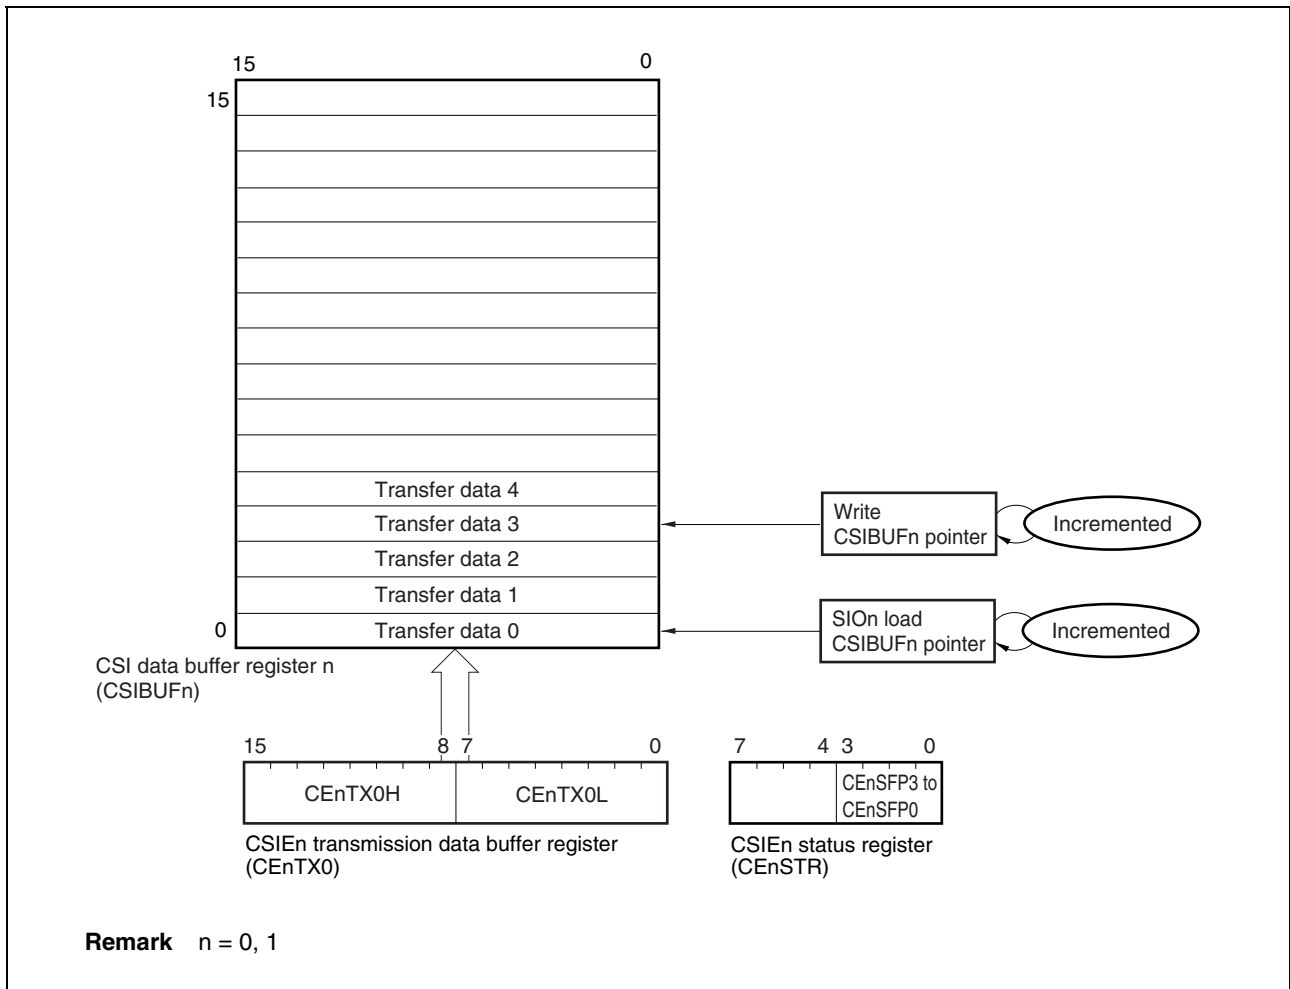 15 0
15
Transfer data 4
Transfer data 3
Transfer data 2
Transfer data 1
0 Transfer data 0
Write
CSIBUFn pointer
Incremented
SIOn load
CSIBUFn pointer
Incremented
CSI data buffer register n
(CSIBUFn)
15 8 7 0
CEnTX0H CEnTX0L
CSIEn transmission data buffer register
(CEnTX0)
7 4 3 0
CEnSFP3 to
CEnSFP0
CSIEn status register
(CEnSTR)
Remark n = 0, 1